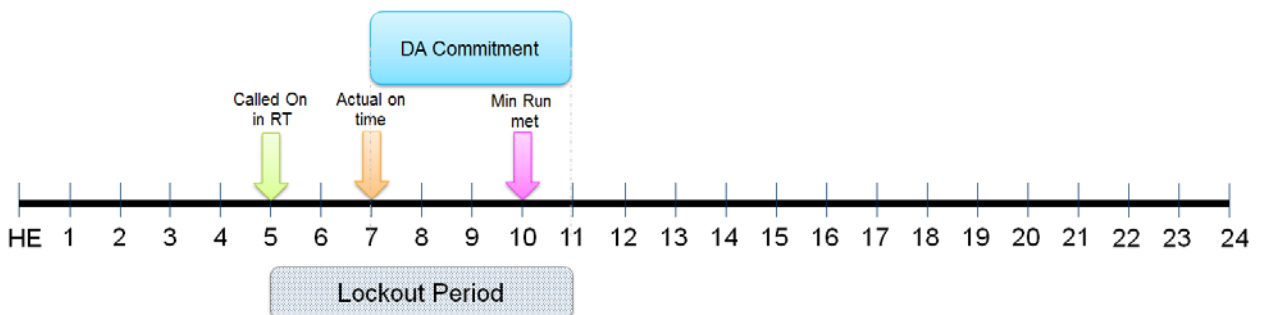 DA Commitment
Called On
in RT
Actual on
time
Min Run
met
HE 1 2 3 4 5 6 7 8 9 10 11 12 13 14 15 16 17 18 19 20 21 22 23 24
Lockout Period